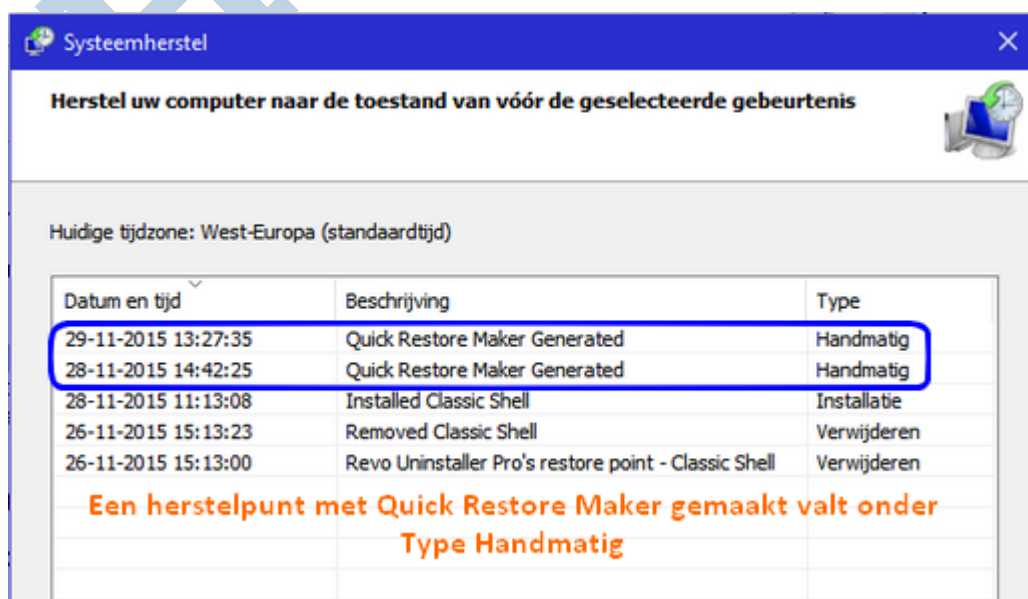 Systeemherstel
Herstel uw computer naar de toestand van vóór de geselecteerde gebeurtenis
Huidige tijdzone: West-Europa (standaardtijd)
Datum en tijd Beschrijving Type
29-11-2015 13:27:35 Quick Restore Maker Generated Handmatig
28-11-2015 14:42:25 Quick Restore Maker Generated Handmatig
28-11-2015 11:13:08 Installed Classic Shell Installatie
26-11-2015 15:13:23 Removed Classic Shell Verwijderen
26-11-2015 15:13:00 Revo Uninstaller Pro's restore point - Classic Shell Verwijderen
Een herstelpunt met Quick Restore Maker gemaakt valt onder
Type Handmatig